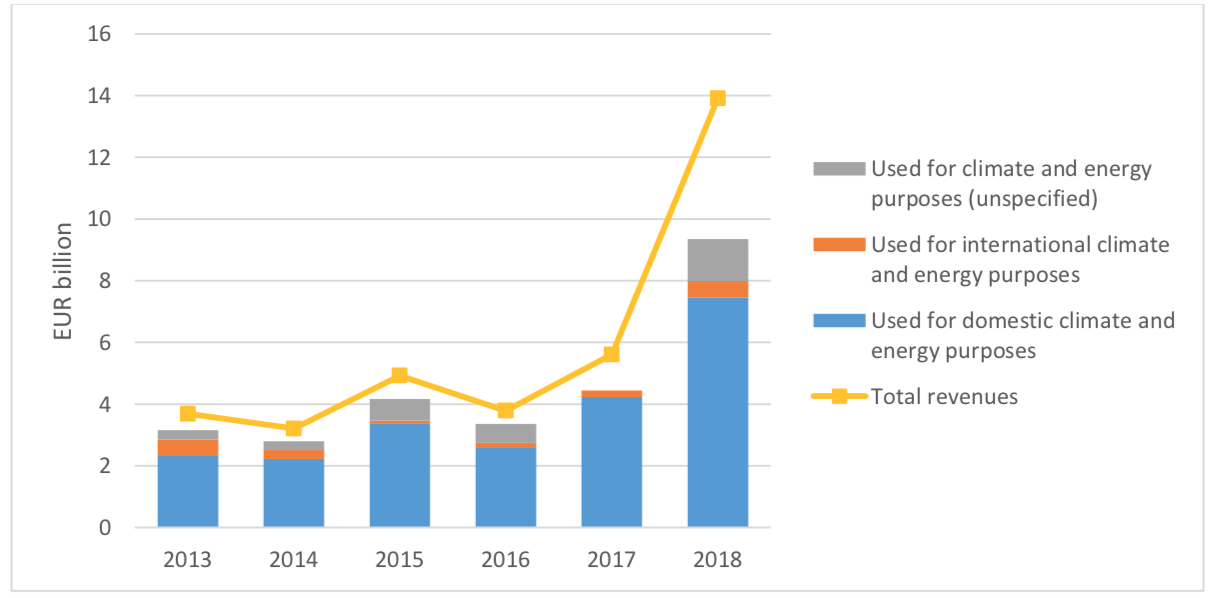 16
14
12
10
8
6
4
2
0
EUR billion
2013
2014
2015
2016
2017
2018
Used for climate and energy
purposes (unspecified)
Used for international climate
and energy purposes
Used for domestic climate and
energy purposes
Total revenues